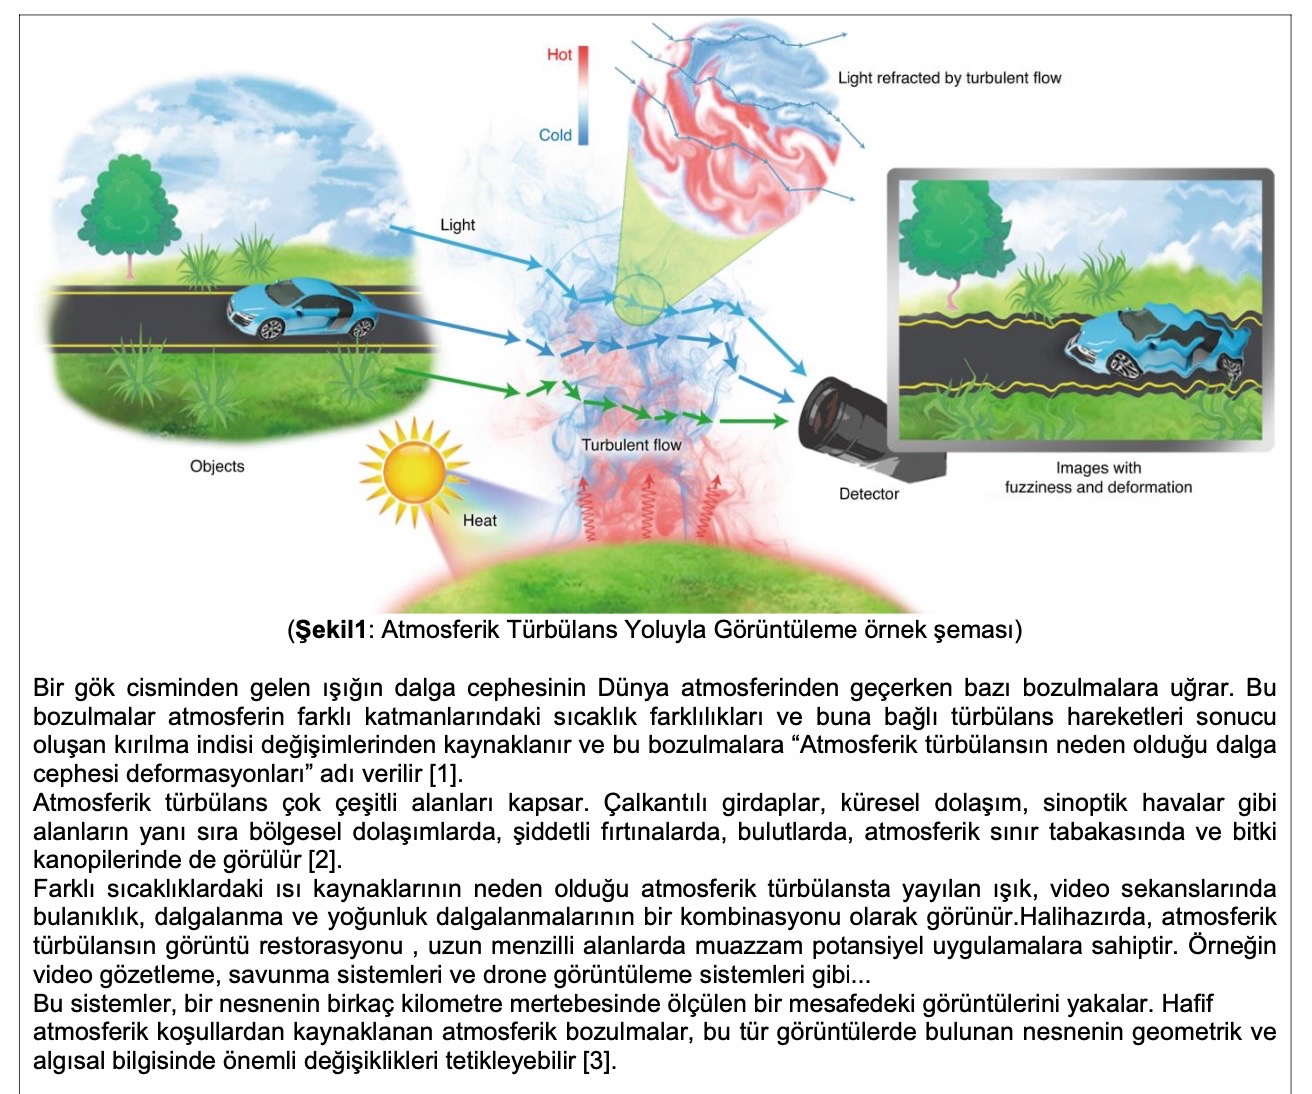 Hot
Cold
Light refracted by turbulent flow
Light
Turbulent flow
Objects
Heat
Detector
Images with
fuzziness and deformation
(Şekil1: Atmosferik Türbülans Yoluyla Görüntüleme örnek şeması)
Bir gök cisminden gelen ışığın dalga cephesinin Dünya atmosferinden geçerken bazı bozulmalara uğrar. Bu
bozulmalar atmosferin farklı katmanlarındaki sıcaklık farklılıkları ve buna bağlı türbülans hareketleri sonucu
oluşan kırılma indisi değişimlerinden kaynaklanır ve bu bozulmalara “Atmosferik türbülansın neden olduğu dalga
cephesi deformasyonları” adı verilir [1].
Atmosferik türbülans çok çeşitli alanları kapsar. Çalkantılı girdaplar, küresel dolaşım, sinoptik havalar gibi
alanların yanı sıra bölgesel dolaşımlarda, şiddetli fırtınalarda, bulutlarda, atmosferik sınır tabakasında ve bitki
kanopilerinde de görülür [2].
Farklı sıcaklıklardaki ısı kaynaklarının neden olduğu atmosferik türbülansta yayılan ışık, video sekanslarında
bulanıklık, dalgalanma ve yoğunluk dalgalanmalarının bir kombinasyonu olarak görünür.Halihazırda, atmosferik
türbülansın görüntü restorasyonu , uzun menzilli alanlarda muazzam potansiyel uygulamalara sahiptir. Örneğin
video gözetleme, savunma sistemleri ve drone görüntüleme sistemleri gibi...
Bu sistemler, bir nesnenin birkaç kilometre mertebesinde ölçülen bir mesafedeki görüntülerini yakalar. Hafif
atmosferik koşullardan kaynaklanan atmosferik bozulmalar, bu tür görüntülerde bulunan nesnenin geometrik ve
algısal bilgisinde önemli değişiklikleri tetikleyebilir [3].